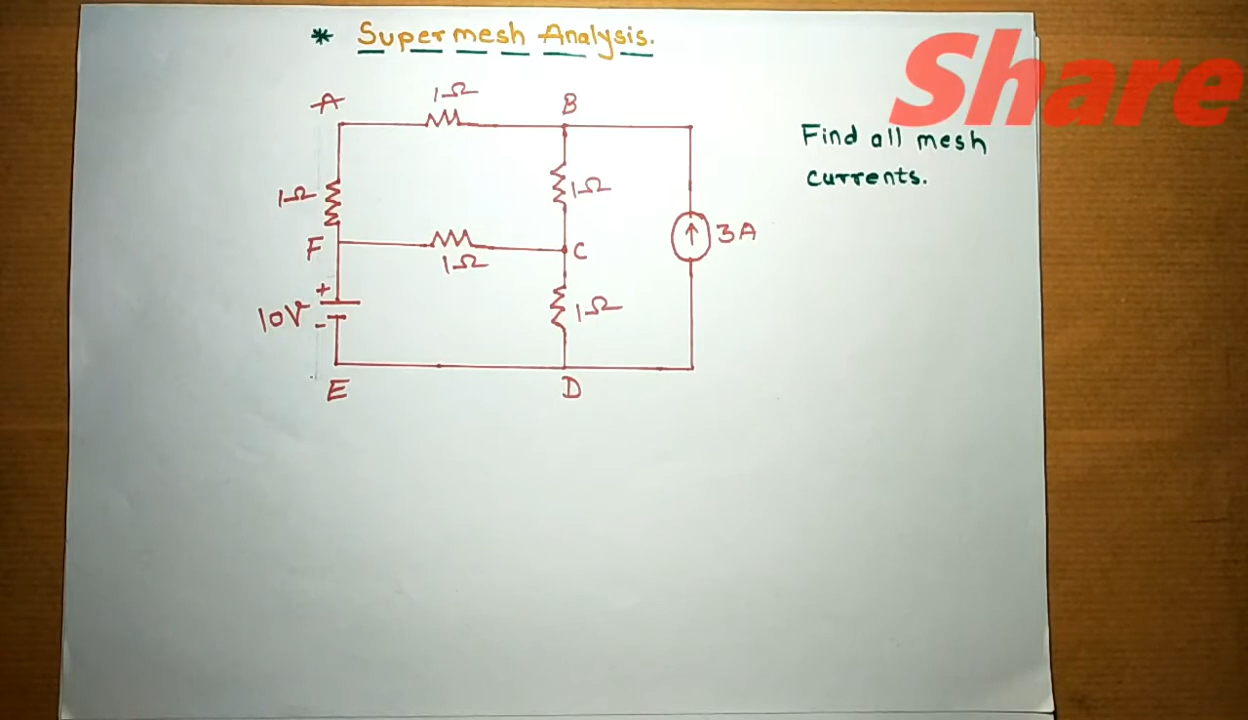 * Supermesh Analysis.
Share
Find all mesh
currents.
A
1Ω
B
1Ω
1Ω
F
1Ω
C
3A
+
10V
-
1Ω
E
D